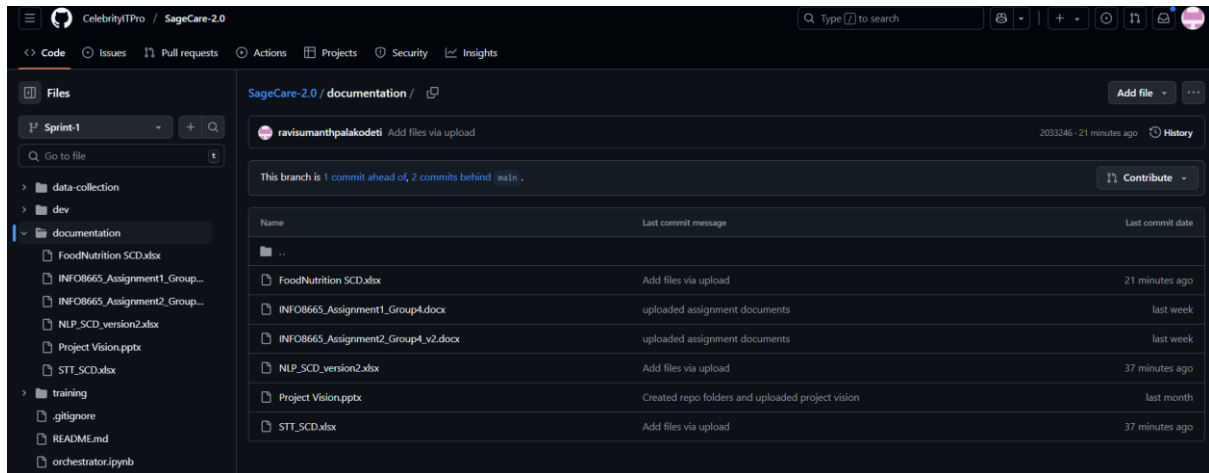 CelebrityITPro / SageCare-2.0
Type / to search
Code Issues Pull requests Actions Projects Security Insights
Files
Sprint-1
Go to file
t
data-collection
dev
documentation
FoodNutrition SCD.xlsx
INFO8665_Assignment1_Group...
INFO8665_Assignment2_Group...
NLP_SCD_version2.xlsx
Project Vision.pptx
STT_SCD.xlsx
training
.gitignore
README.md
orchestrator.ipynb
SageCare-2.0 / documentation /
Add file
ravisumanthpalakodeti Add files via upload
2033246 · 21 minutes ago History
This branch is 1 commit ahead of, 2 commits behind main .
Contribute
Name Last commit message Last commit date
..
FoodNutrition SCD.xlsx Add files via upload 21 minutes ago
INFO8665_Assignment1_Group4.docx uploaded assignment documents last week
INFO8665_Assignment2_Group4_v2.docx uploaded assignment documents last week
NLP_SCD_version2.xlsx Add files via upload 37 minutes ago
Project Vision.pptx Created repo folders and uploaded project vision last month
STT_SCD.xlsx Add files via upload 37 minutes ago